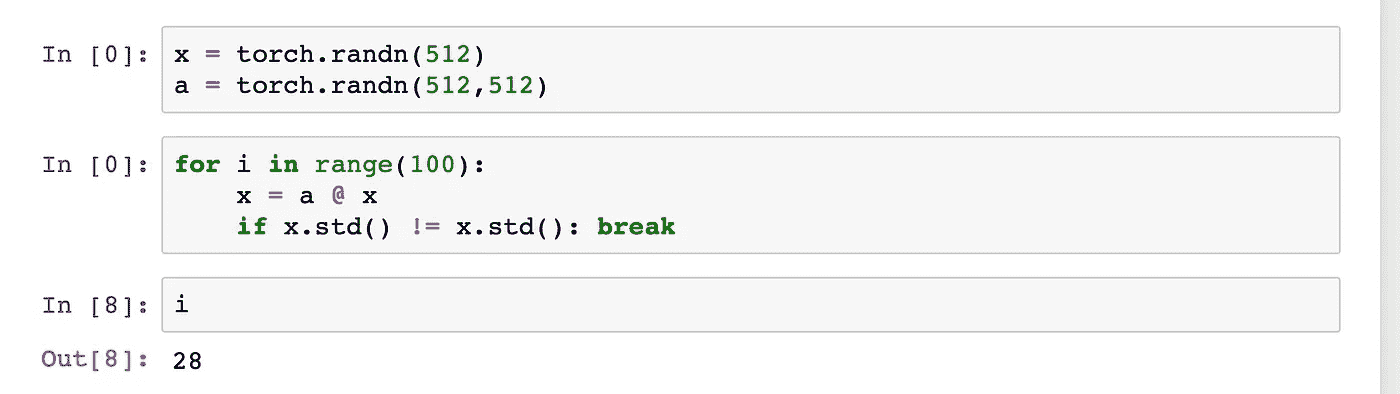 In [0]: x = torch.randn(512)
a = torch.randn(512,512)
In [0]: for i in range(100):
    x = a @ x
    if x.std() != x.std(): break
In [8]: i
Out[8]: 28